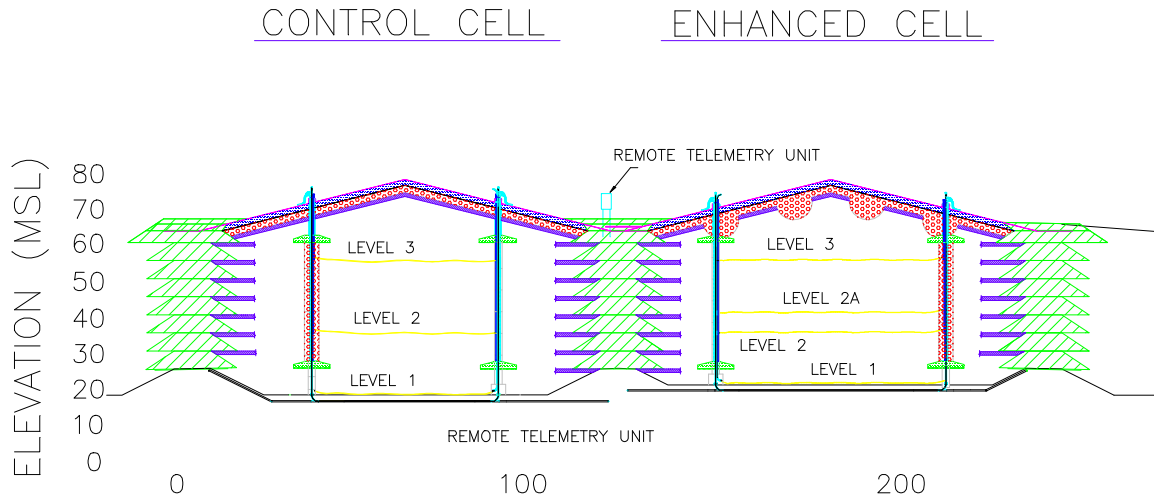 CONTROL CELL
ENHANCED CELL
REMOTE TELEMETRY UNIT
ELEVATION (MSL)
80
70
60
50
40
30
20
10
0
LEVEL 3
LEVEL 2
LEVEL 1
LEVEL 3
LEVEL 2A
LEVEL 2
LEVEL 1
REMOTE TELEMETRY UNIT
0
100
200